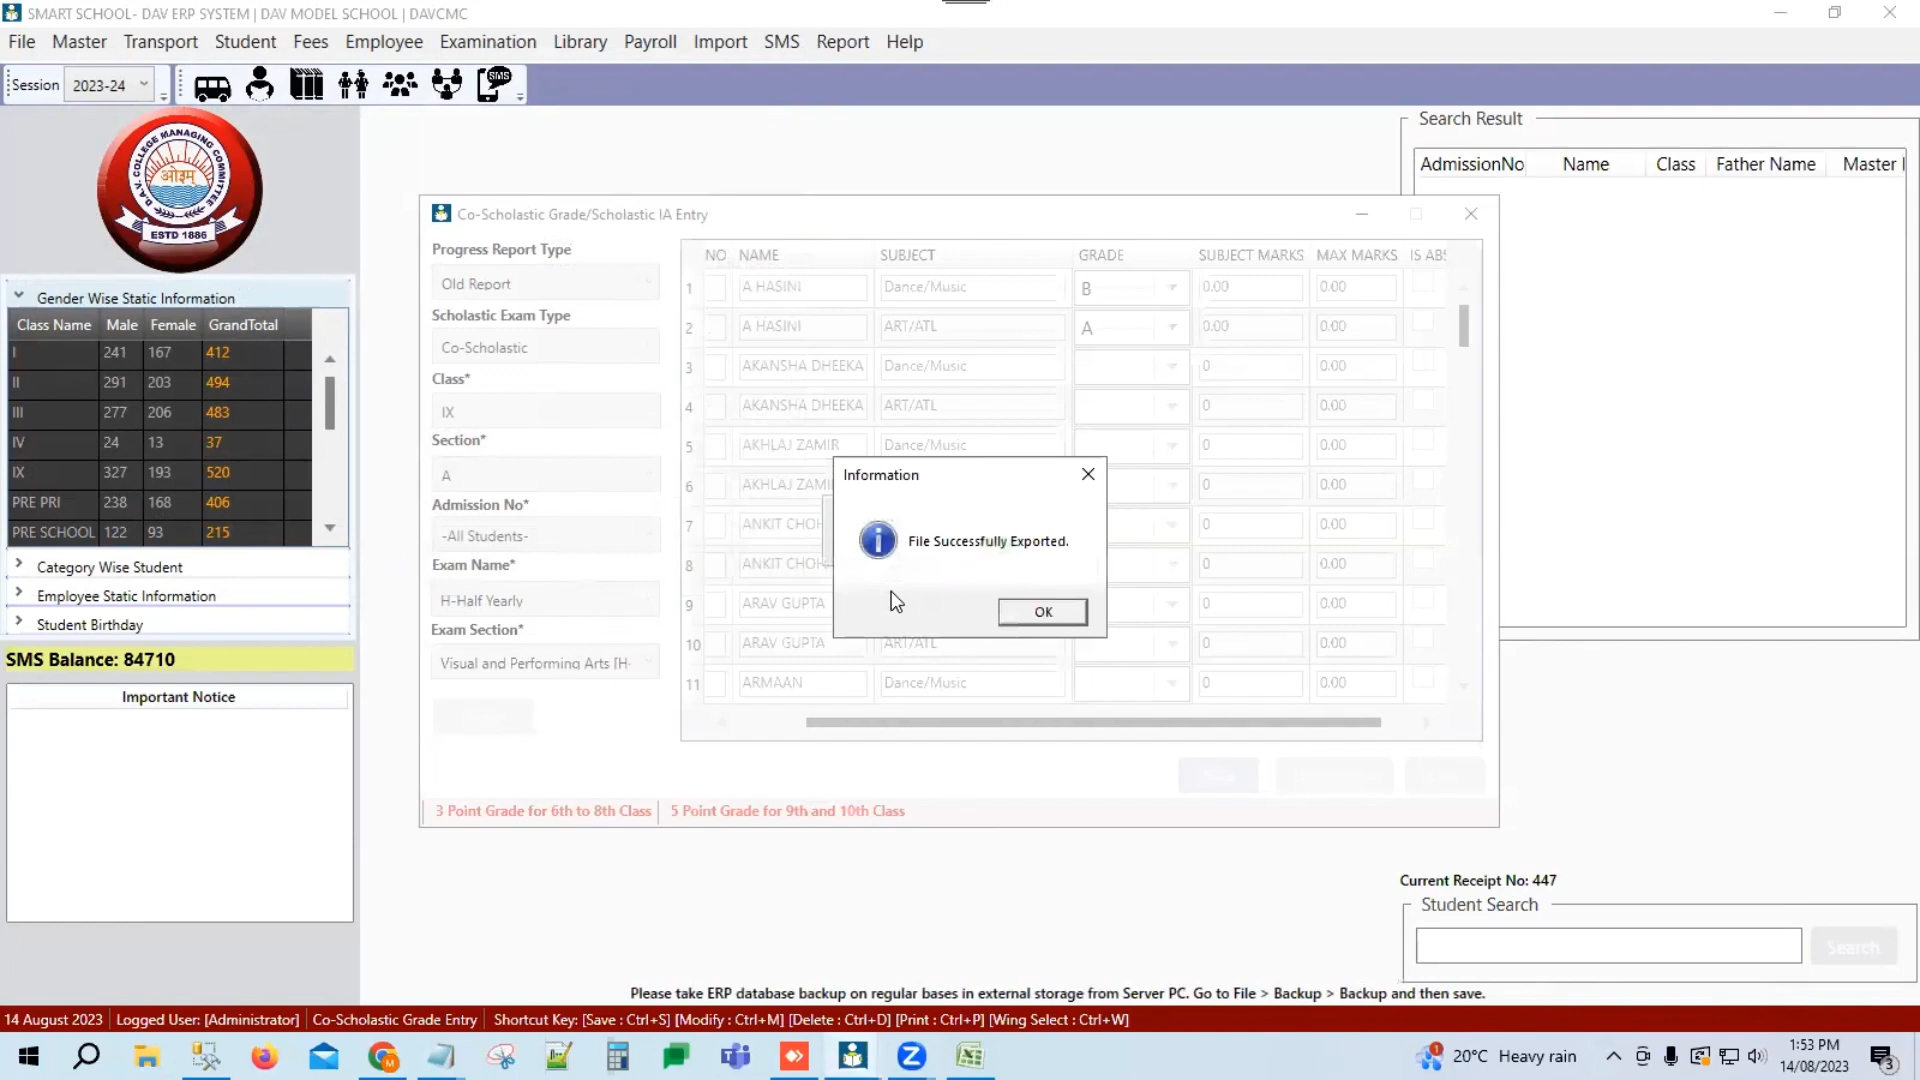 SMART SCHOOL- DAV ERP SYSTEM | DAV MODEL SCHOOL | DAVCMC
File Master Transport Student Fees Employee Examination Library Payroll Import SMS Report Help
Session 2023-24 SMS
D.A.V. COLLEGE MANAGING COMMITTEE
ओ३म्
ESTD 1886
Gender Wise Static Information
Class Name Male Female GrandTotal
I 241 167 412
II 291 203 494
III 277 206 483
IV 24 13 37
IX 327 193 520
PRE PRI 238 168 406
PRE SCHOOL 122 93 215
Category Wise Student
Employee Static Information
Student Birthday
SMS Balance: 84710
Important Notice
Co-Scholastic Grade/Scholastic IA Entry
Progress Report Type
Old Report
Scholastic Exam Type
Co-Scholastic
Class*
IX
Section*
A
Admission No*
-All Students-
Exam Name*
H-Half Yearly
Exam Section*
Visual and Performing Arts [H-
NO NAME SUBJECT GRADE SUBJECT MARKS MAX MARKS IS ABS
1 A HASINI Dance/Music B 0.00 0.00
2 A HASINI ART/ATL A 0.00 0.00
3 AKANSHA DHEEKA Dance/Music 0 0.00
4 AKANSHA DHEEKA ART/ATL 0 0.00
5 AKHLAJ ZAMIR Dance/Music 0 0.00
6 AKHLAJ ZAMI 0 0.00
7 ANKIT CHOH 0 0.00
8 ANKIT CHOH 0 0.00
9 ARAV GUPTA 0 0.00
10 ARAV GUPTA ART/ATL 0 0.00
11 ARMAAN Dance/Music 0 0.00
Information
File Successfully Exported.
OK
3 Point Grade for 6th to 8th Class 5 Point Grade for 9th and 10th Class
Search Result
AdmissionNo Name Class Father Name Master
Current Receipt No: 447
Student Search
Search
Please take ERP database backup on regular bases in external storage from Server PC. Go to File > Backup > Backup and then save.
14 August 2023 Logged User: [Administrator] Co-Scholastic Grade Entry Shortcut Key: [Save : Ctrl+S] [Modify : Ctrl+M] [Delete : Ctrl+D] [Print : Ctrl+P] [Wing Select : Ctrl+W]
20°C Heavy rain
1:53 PM
14/08/2023
3